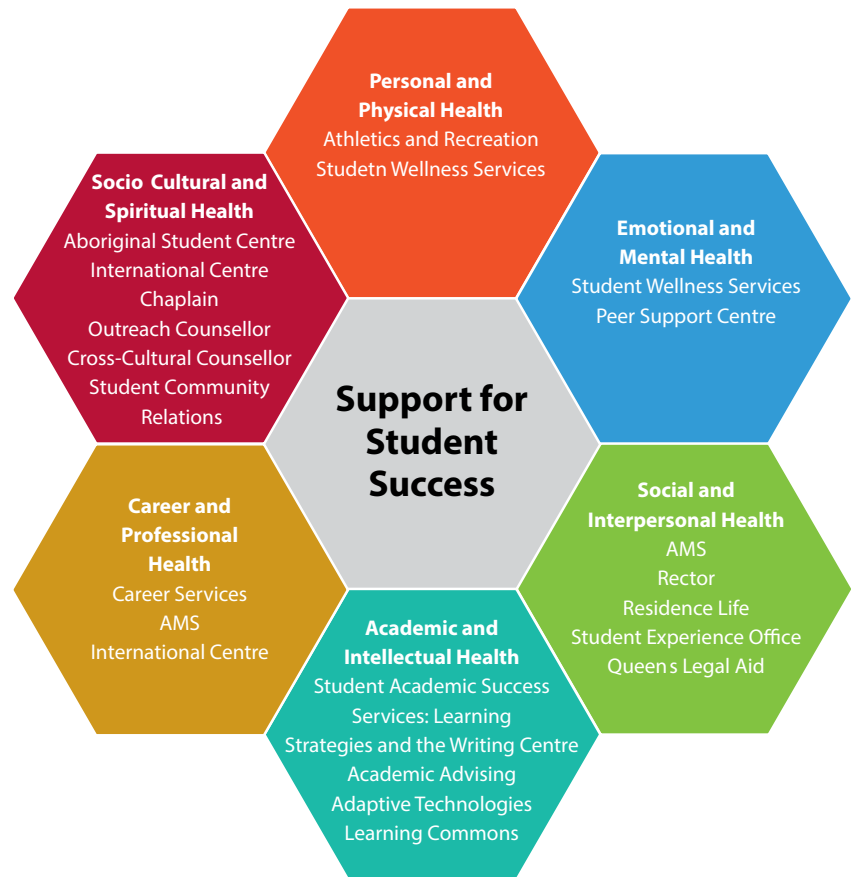 Personal and
Physical Health
Athletics and Recreation
Studetn Wellness Services
Socio Cultural and
Spiritual Health
Aboriginal Student Centre
International Centre
Chaplain
Outreach Counsellor
Cross-Cultural Counsellor
Student Community
Relations
Emotional and
Mental Health
Student Wellness Services
Peer Support Centre
Support for
Student
Success
Career and
Professional
Health
Career Services
AMS
International Centre
Social and
Interpersonal Health
AMS
Rector
Residence Life
Student Experience Office
Queen s Legal Aid
Academic and
Intellectual Health
Student Academic Success
Services: Learning
Strategies and the Writing Centre
Academic Advising
Adaptive Technologies
Learning Commons